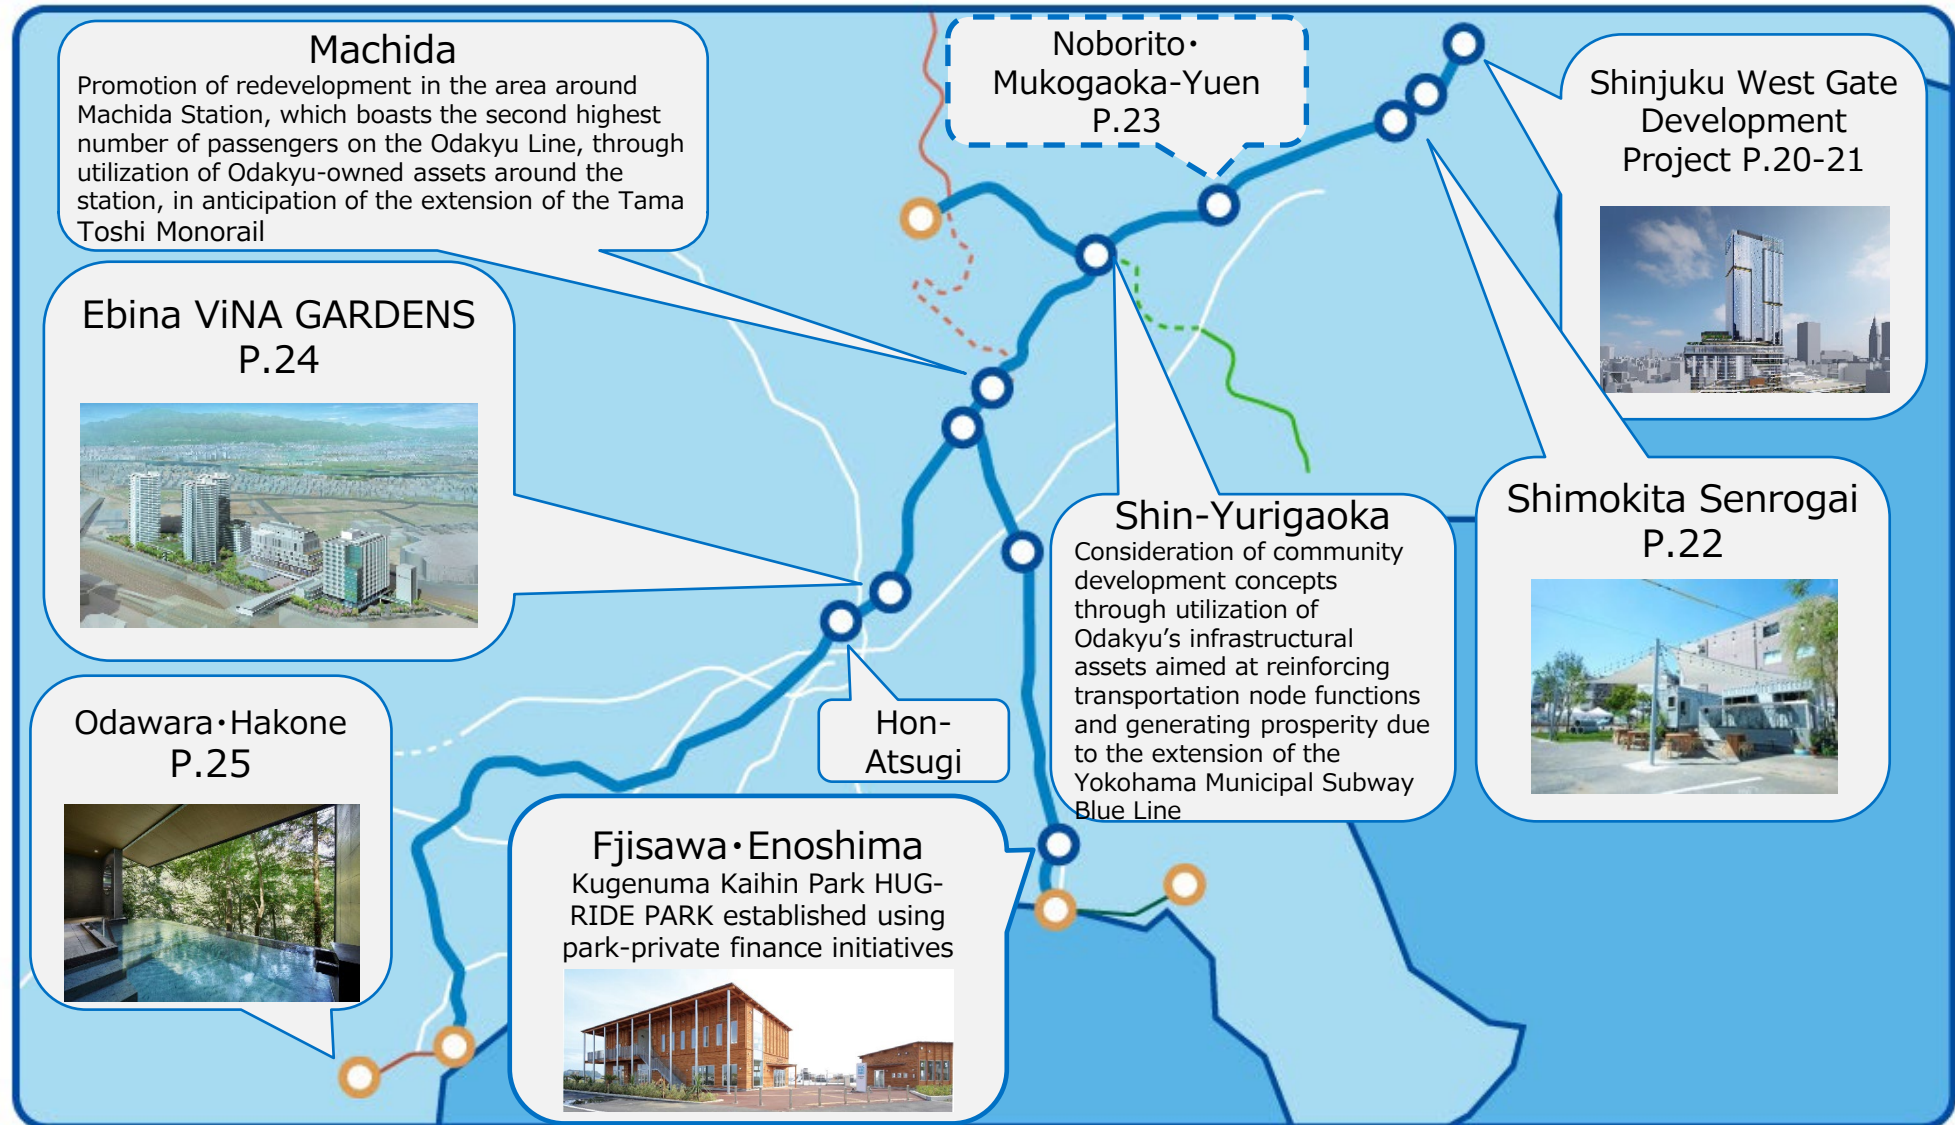 Machida
Promotion of redevelopment in the area around
Machida Station, which boasts the second highest
number of passengers on the Odakyu Line, through
utilization of Odakyu-owned assets around the
station, in anticipation of the extension of the Tama
Toshi Monorail
Noborito・
Mukogaoka-Yuen
P.23
Shinjuku West Gate
Development
Project P.20-21
Ebina ViNA GARDENS
P.24
Shin-Yurigaoka
Consideration of community
development concepts
through utilization of
Odakyu’s infrastructural
assets aimed at reinforcing
transportation node functions
and generating prosperity due
to the extension of the
Yokohama Municipal Subway
Blue Line
Shimokita Senrogai
P.22
Odawara・Hakone
P.25
Hon-
Atsugi
Fjisawa・Enoshima
Kugenuma Kaihin Park HUG-
RIDE PARK established using
park-private finance initiatives